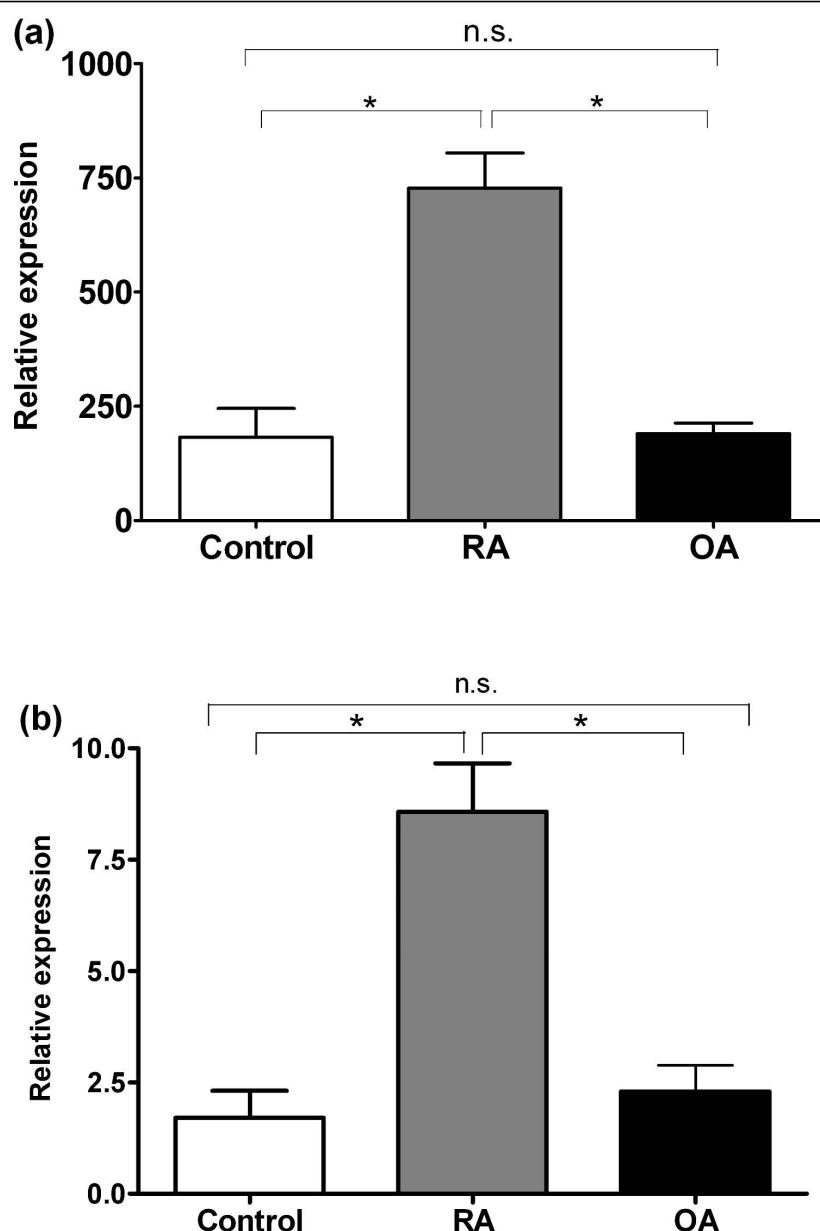 (a)
n.s.
* *
1000
750
500
250
0
Relative expression
Control RA OA
(b)
n.s.
* *
10.0
7.5
5.0
2.5
0.0
Relative expression
Control RA OA